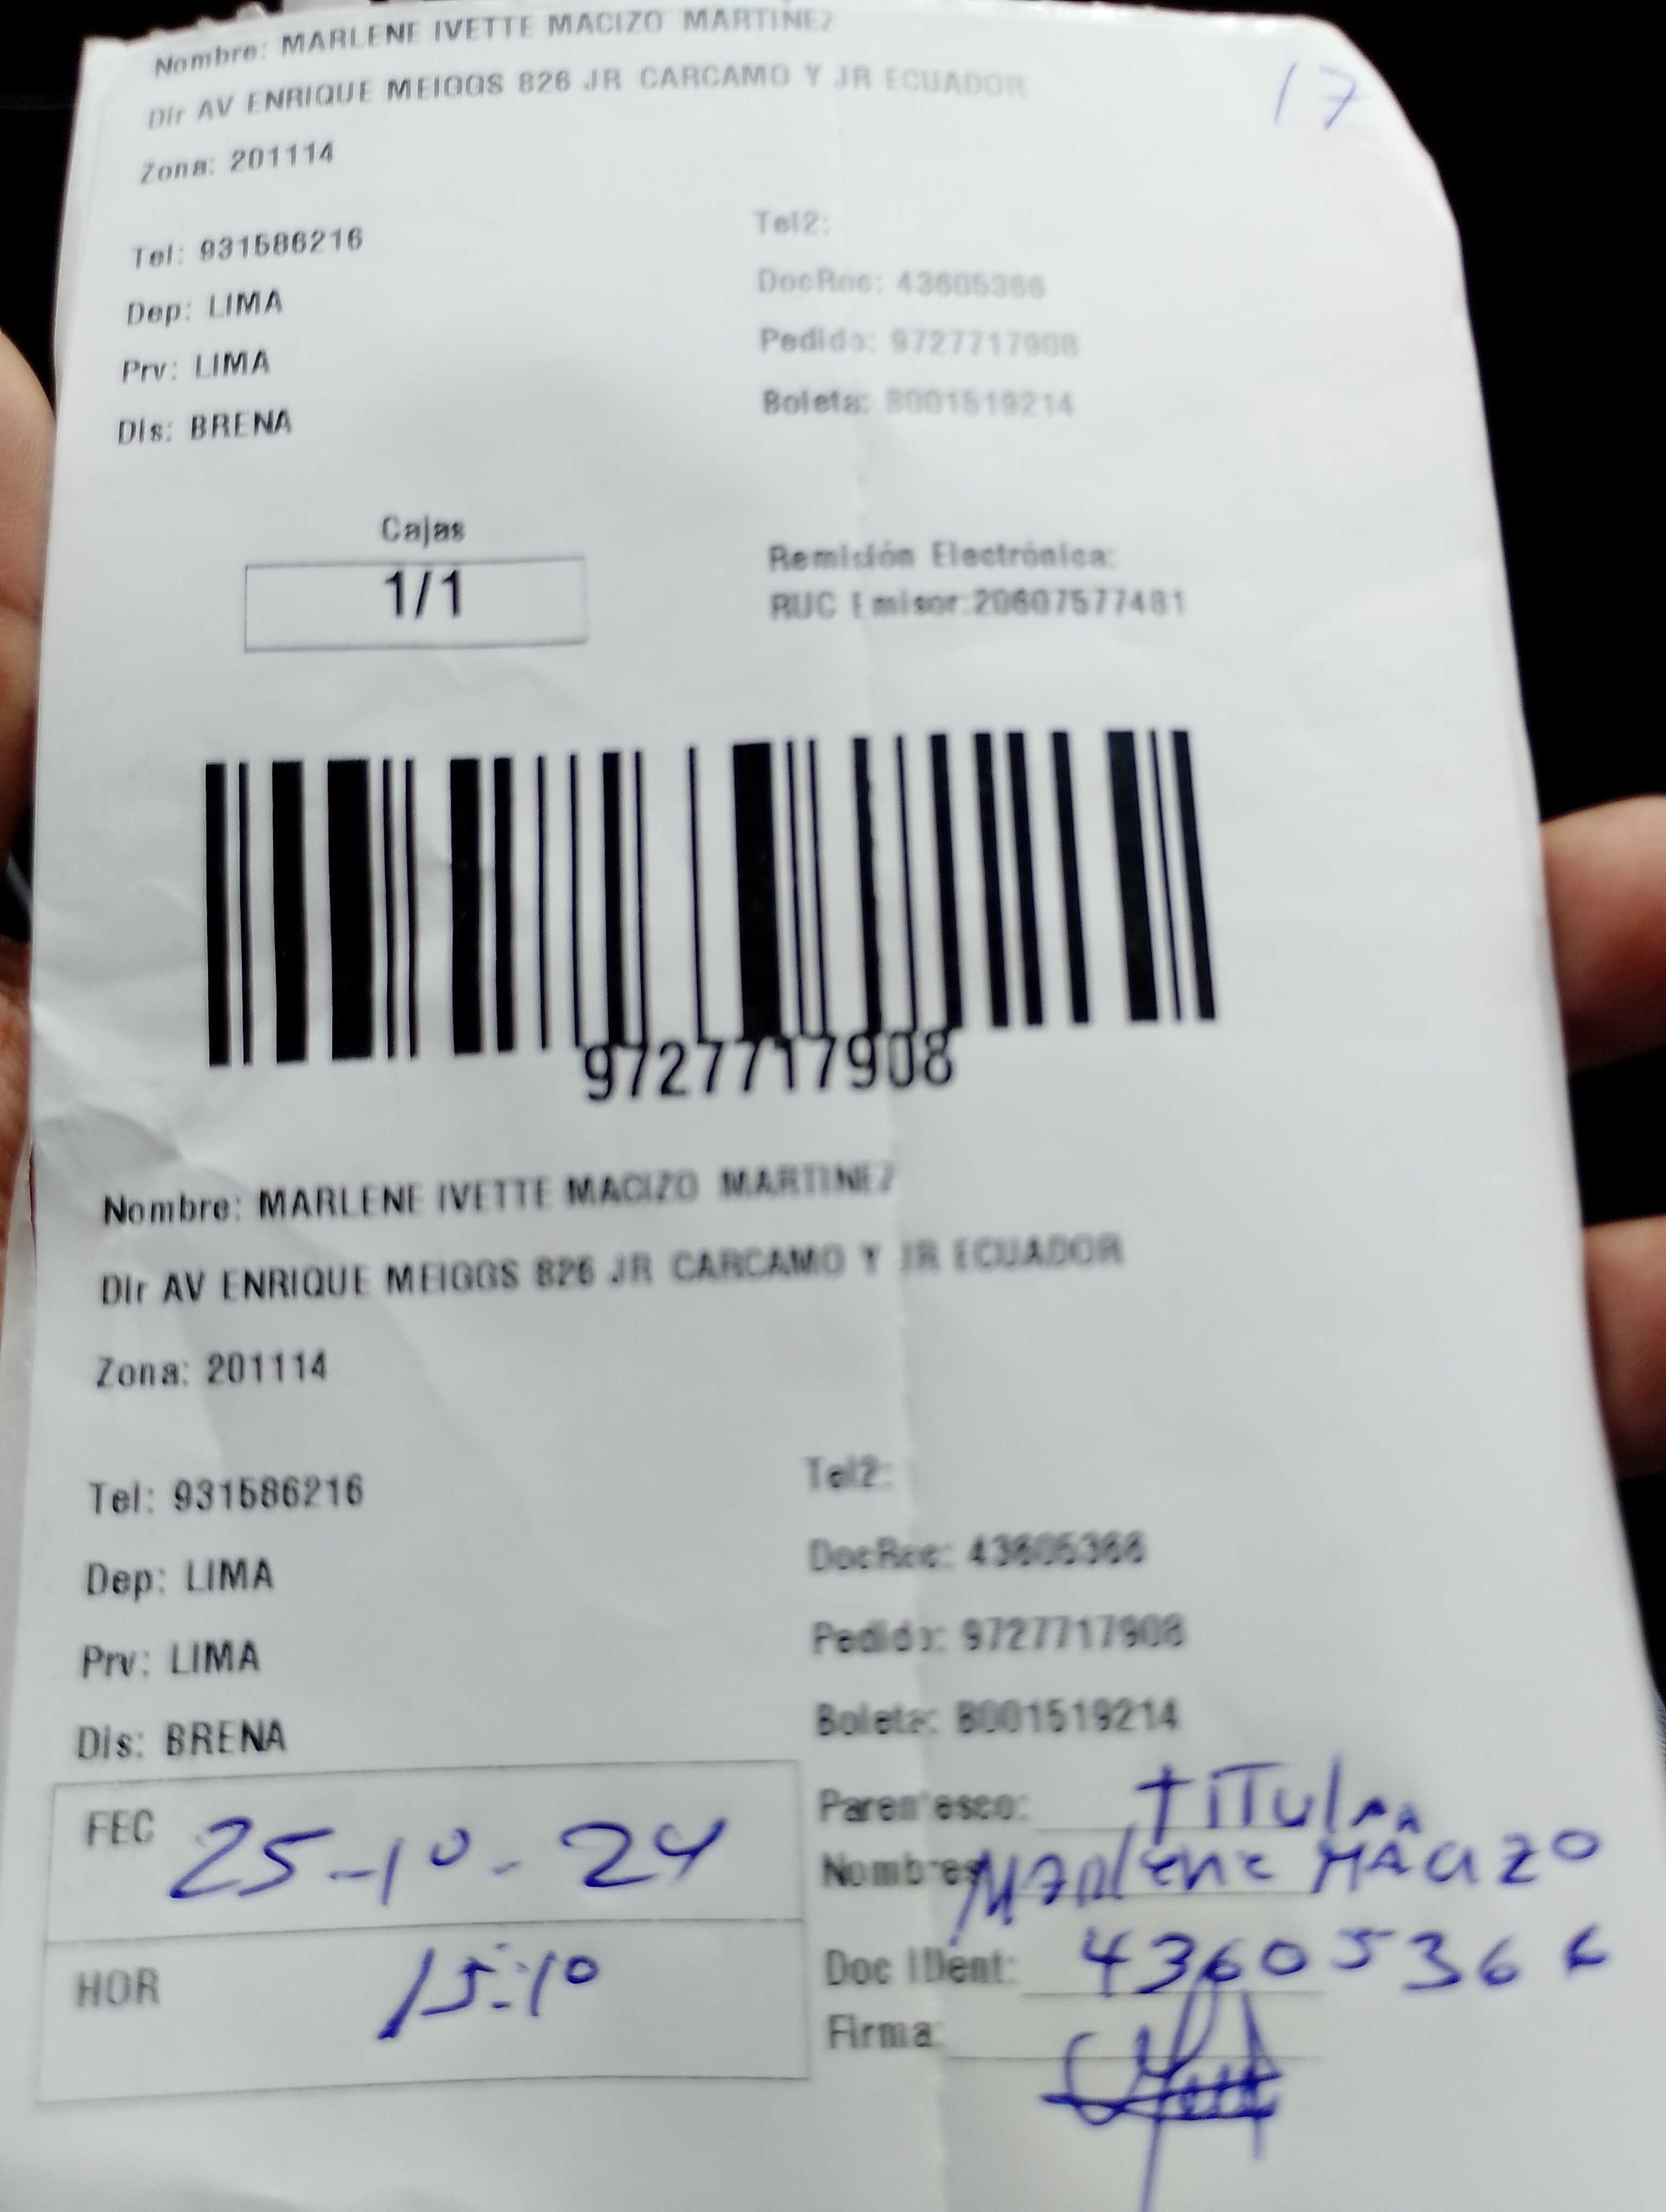 Nombre: MARLENE IVETTE MACIZO MARTINEZ
17
Dir AV ENRIQUE MEIGGS 826 JR CARCAMO Y JR ECUADOR
Zona: 201114
Tel: 931586216 Tel2:
Dep: LIMA DocRec: 43605366
Prv: LIMA Pedido: 9727717908
Dis: BRENA Boleta: B001519214
Cajas
1/1
Remisión Electrónica:
RUC Emisor:20607577481
9727717908
Nombre: MARLENE IVETTE MACIZO MARTINEZ
Dir AV ENRIQUE MEIGGS 826 JR CARCAMO Y JR ECUADOR
Zona: 201114
Tel: 931586216 Tel2:
Dep: LIMA DocRec: 43605366
Prv: LIMA Pedido: 9727717908
Dis: BRENA Boleta: B001519214
FEC 25-10-24
HOR 15:10
Parentesco: TITULAR
Nombres MARLENE MACIZO
Doc IDent: 43605366
Firma: